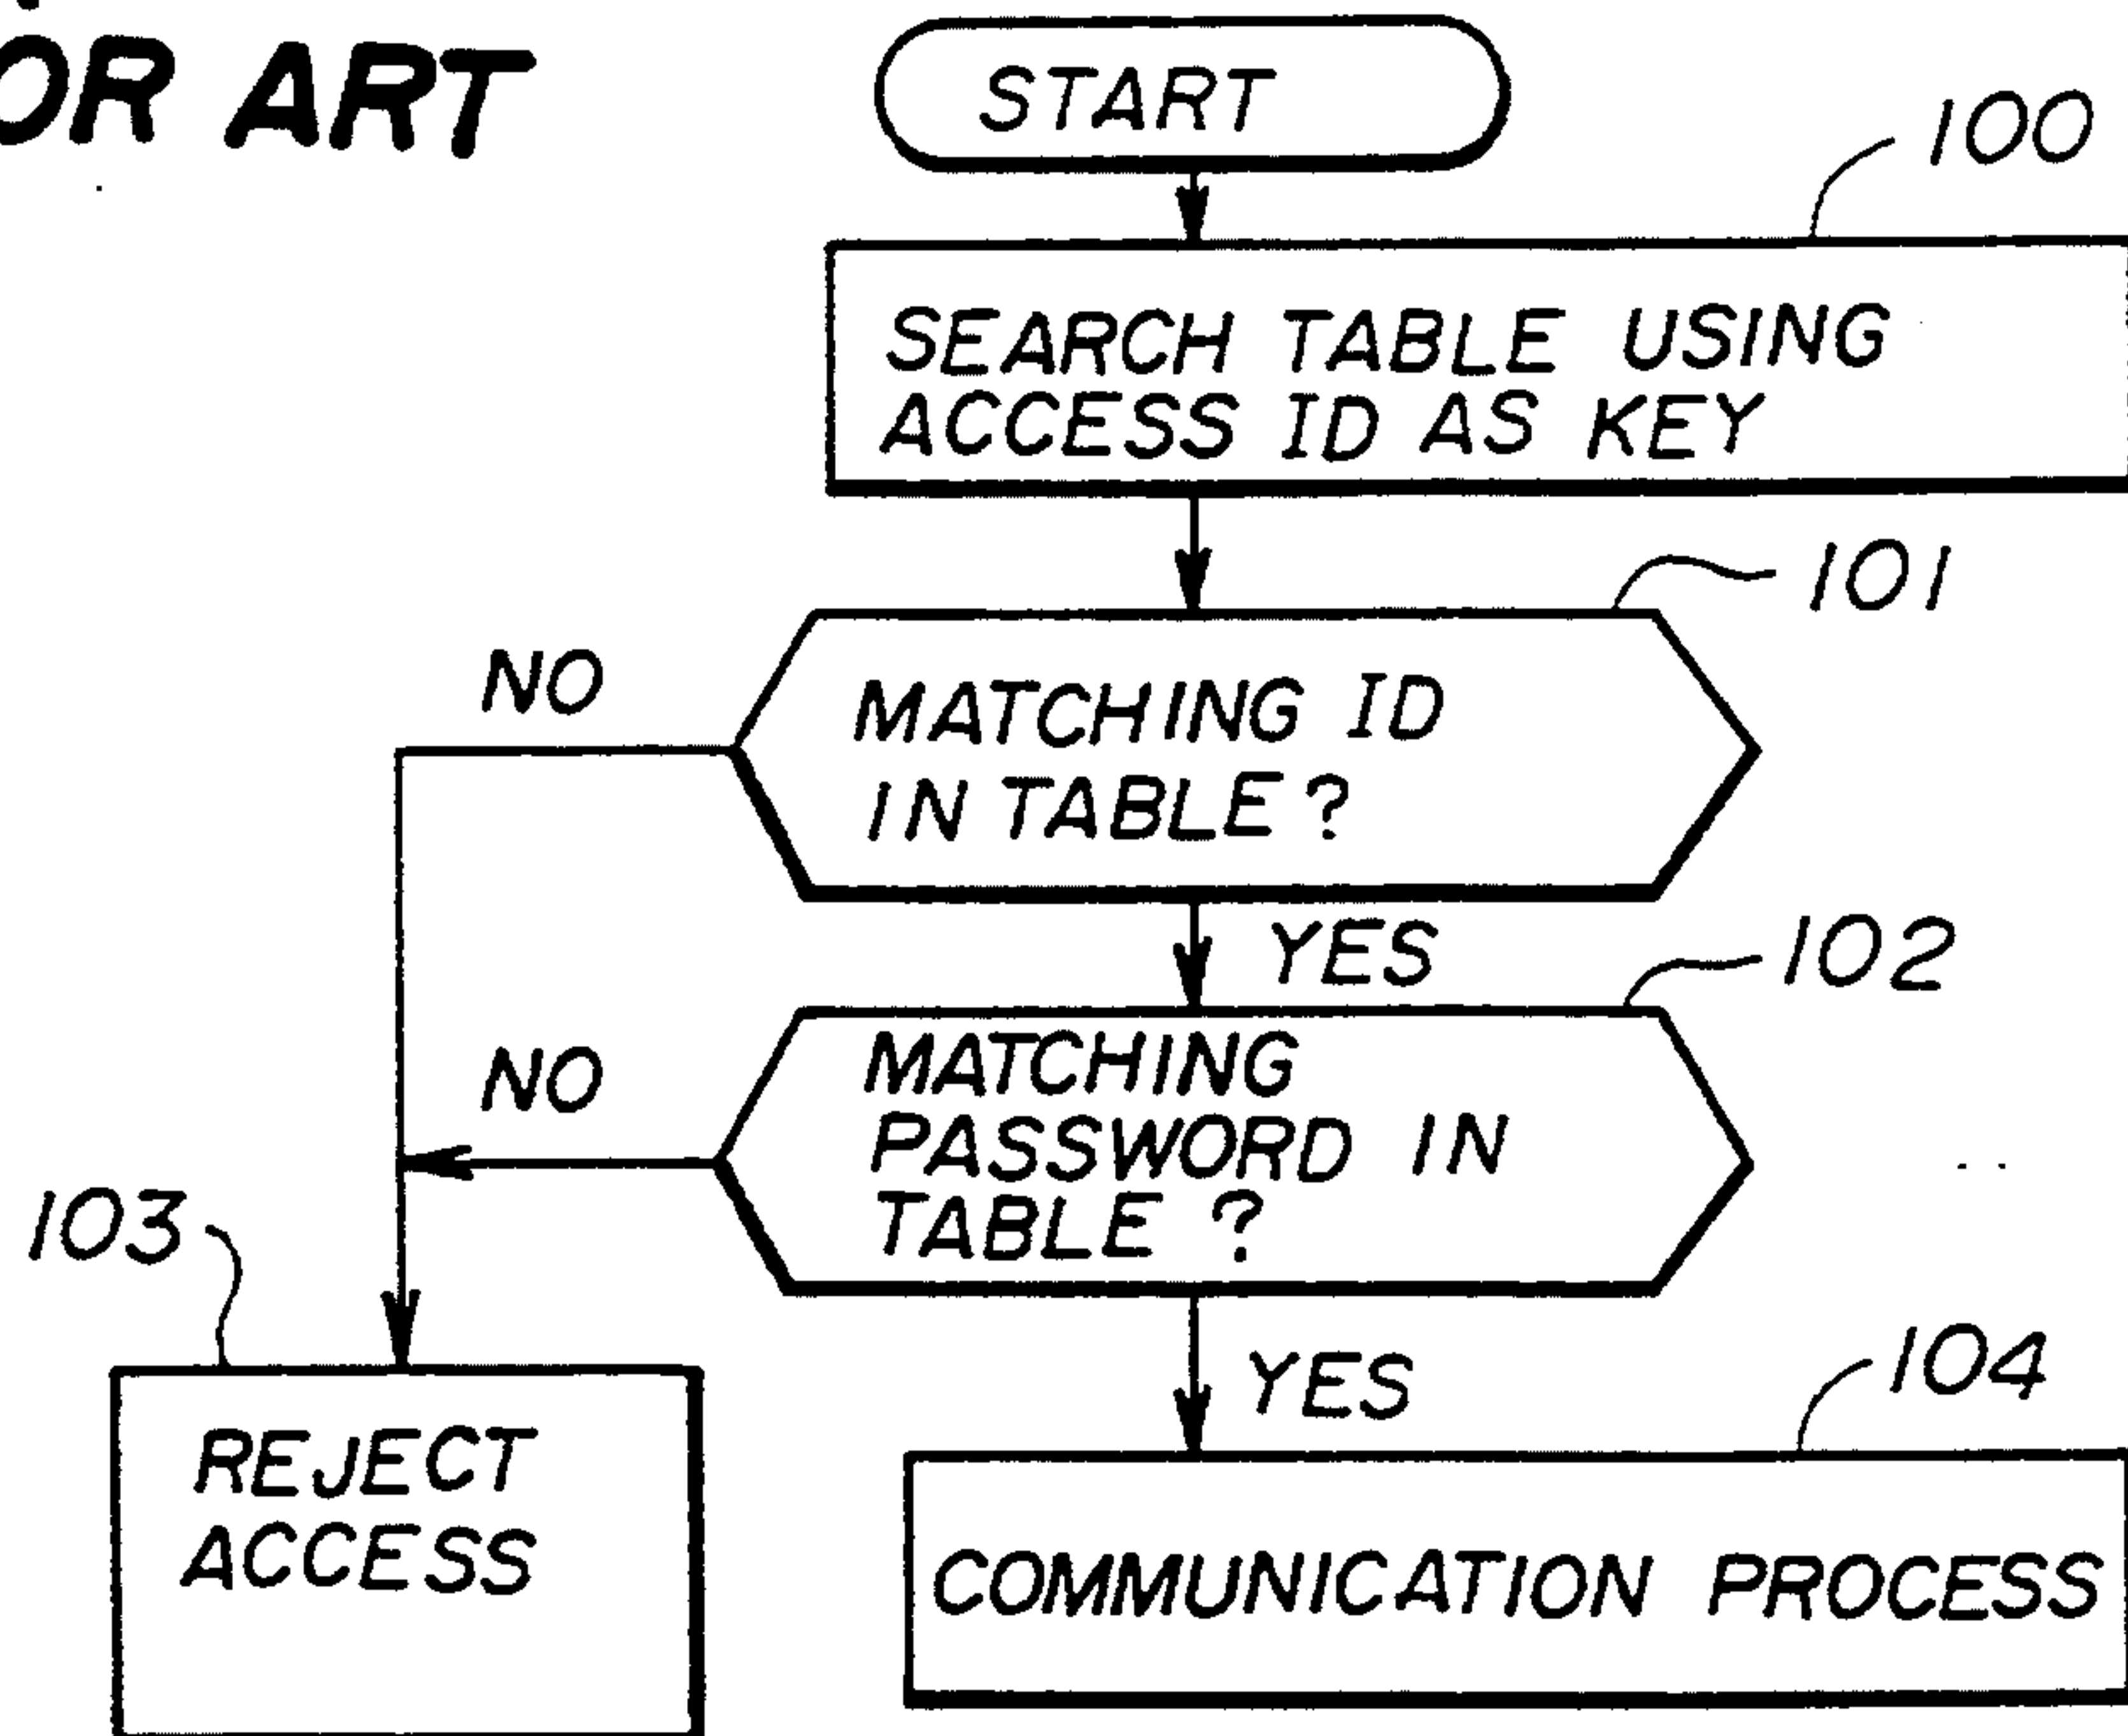 ART
START
100
SEARCH TABLE USING
ACCESS ID AS KEY
101
NO
MATCHING ID
IN TABLE?
YES
102
NO
MATCHING
PASSWORD IN
TABLE ?
103
YES
104
REJECT
ACCESS
COMMUNICATION PROCESS